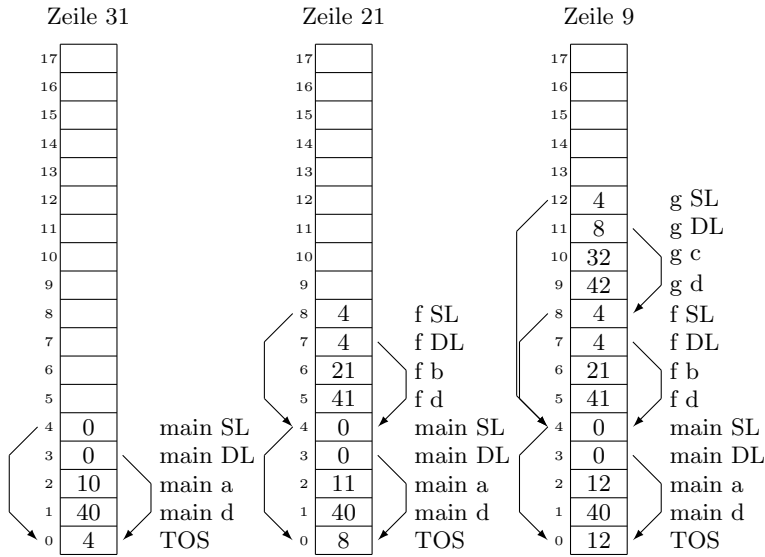 Zeile 31 Zeile 21 Zeile 9
17 17 17
16 16 16
15 15 15
14 14 14
13 13 13
12 12 12 4 g SL
11 11 11 8 g DL
10 10 10 32 g c
9 9 9 42 g d
8 8 4 f SL 8 4 f SL
7 7 4 f DL 7 4 f DL
6 6 21 f b 6 21 f b
5 5 41 f d 5 41 f d
4 0 main SL 4 0 main SL 4 0 main SL
3 0 main DL 3 0 main DL 3 0 main DL
2 10 main a 2 11 main a 2 12 main a
1 40 main d 1 40 main d 1 40 main d
0 4 TOS 0 8 TOS 0 12 TOS